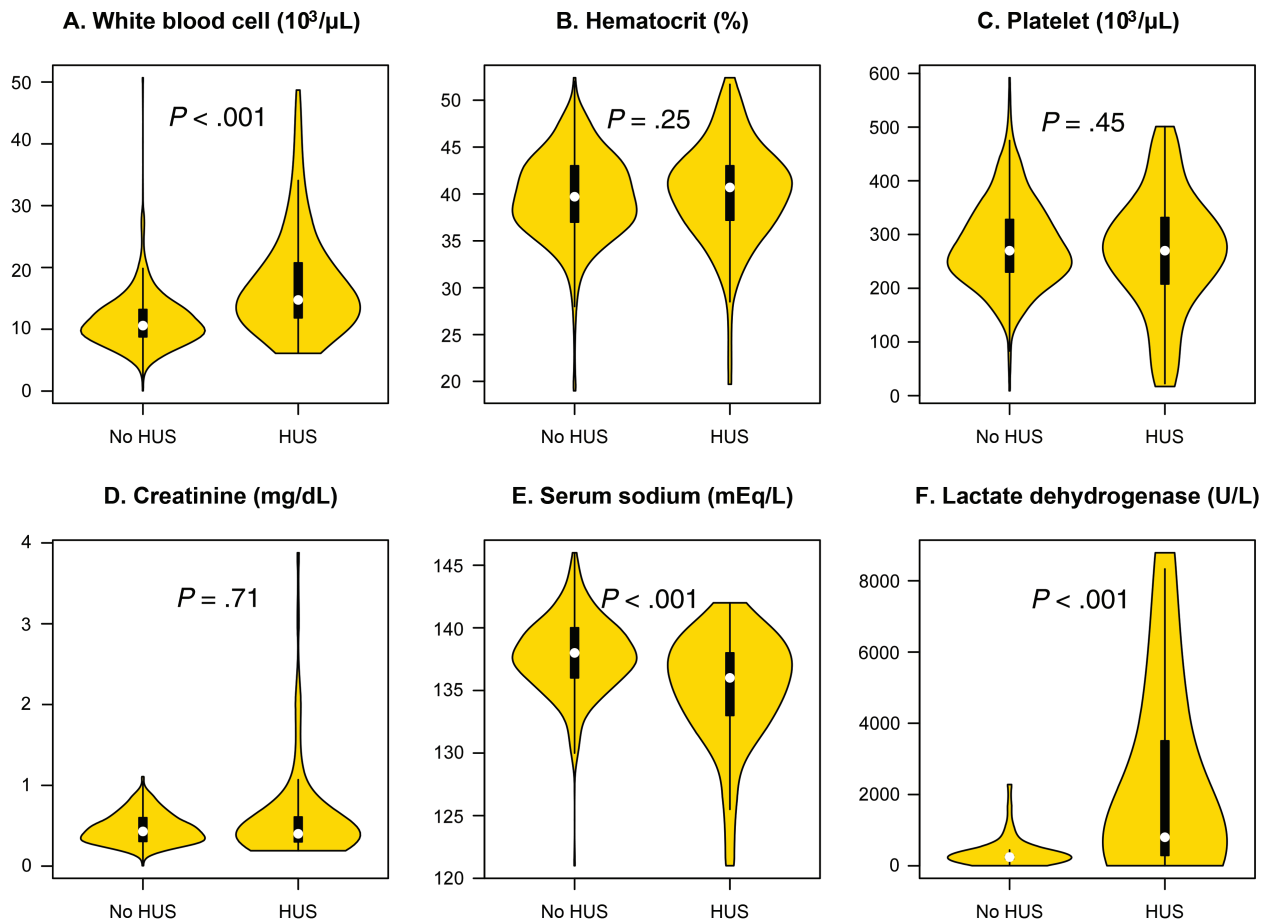 A. White blood cell (10³/µL)
B. Hematocrit (%)
C. Platelet (10³/µL)
50
40
30
20
10
0
P < .001
No HUS
HUS
50
45
40
35
30
25
20
P = .25
No HUS
HUS
600
500
400
300
200
100
0
P = .45
No HUS
HUS
D. Creatinine (mg/dL)
E. Serum sodium (mEq/L)
F. Lactate dehydrogenase (U/L)
4
3
2
1
0
P = .71
No HUS
HUS
145
140
135
130
125
120
P < .001
No HUS
HUS
8000
6000
4000
2000
0
P < .001
No HUS
HUS